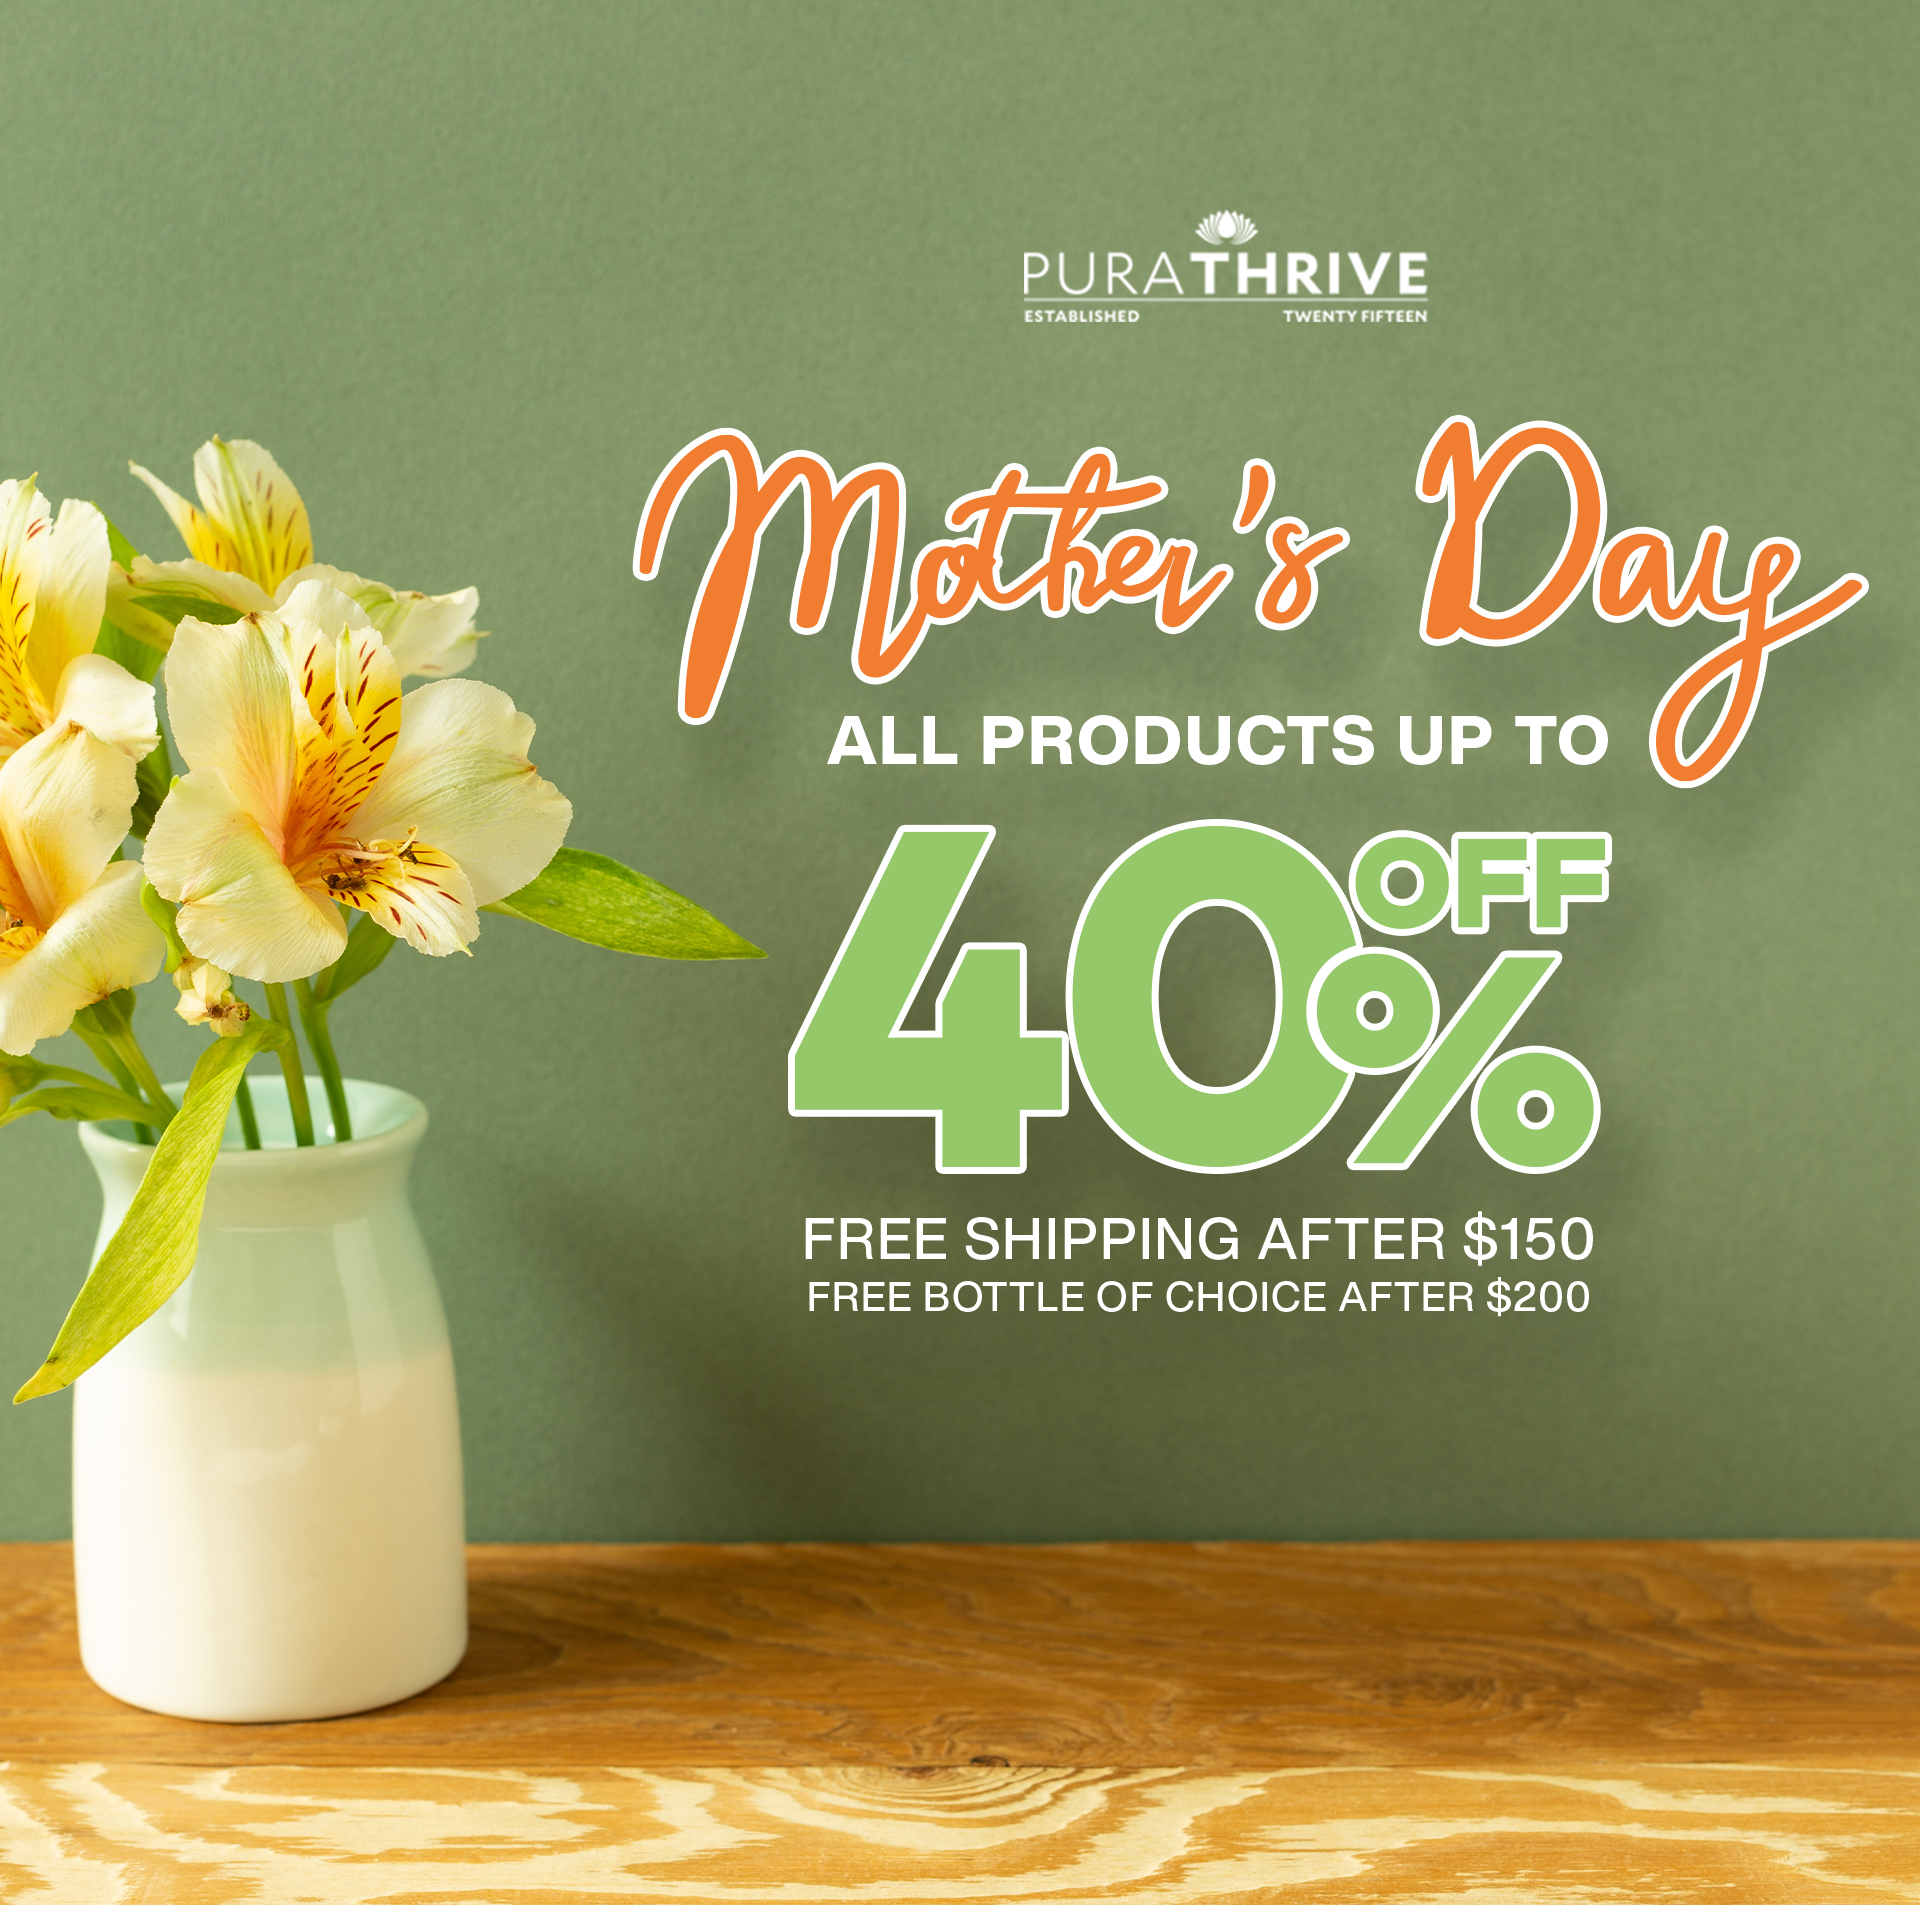 PURATHRIVE
ESTABLISHED TWENTY FIFTEEN
Mother's Day
ALL PRODUCTS UP TO
40% OFF
FREE SHIPPING AFTER $150
FREE BOTTLE OF CHOICE AFTER $200